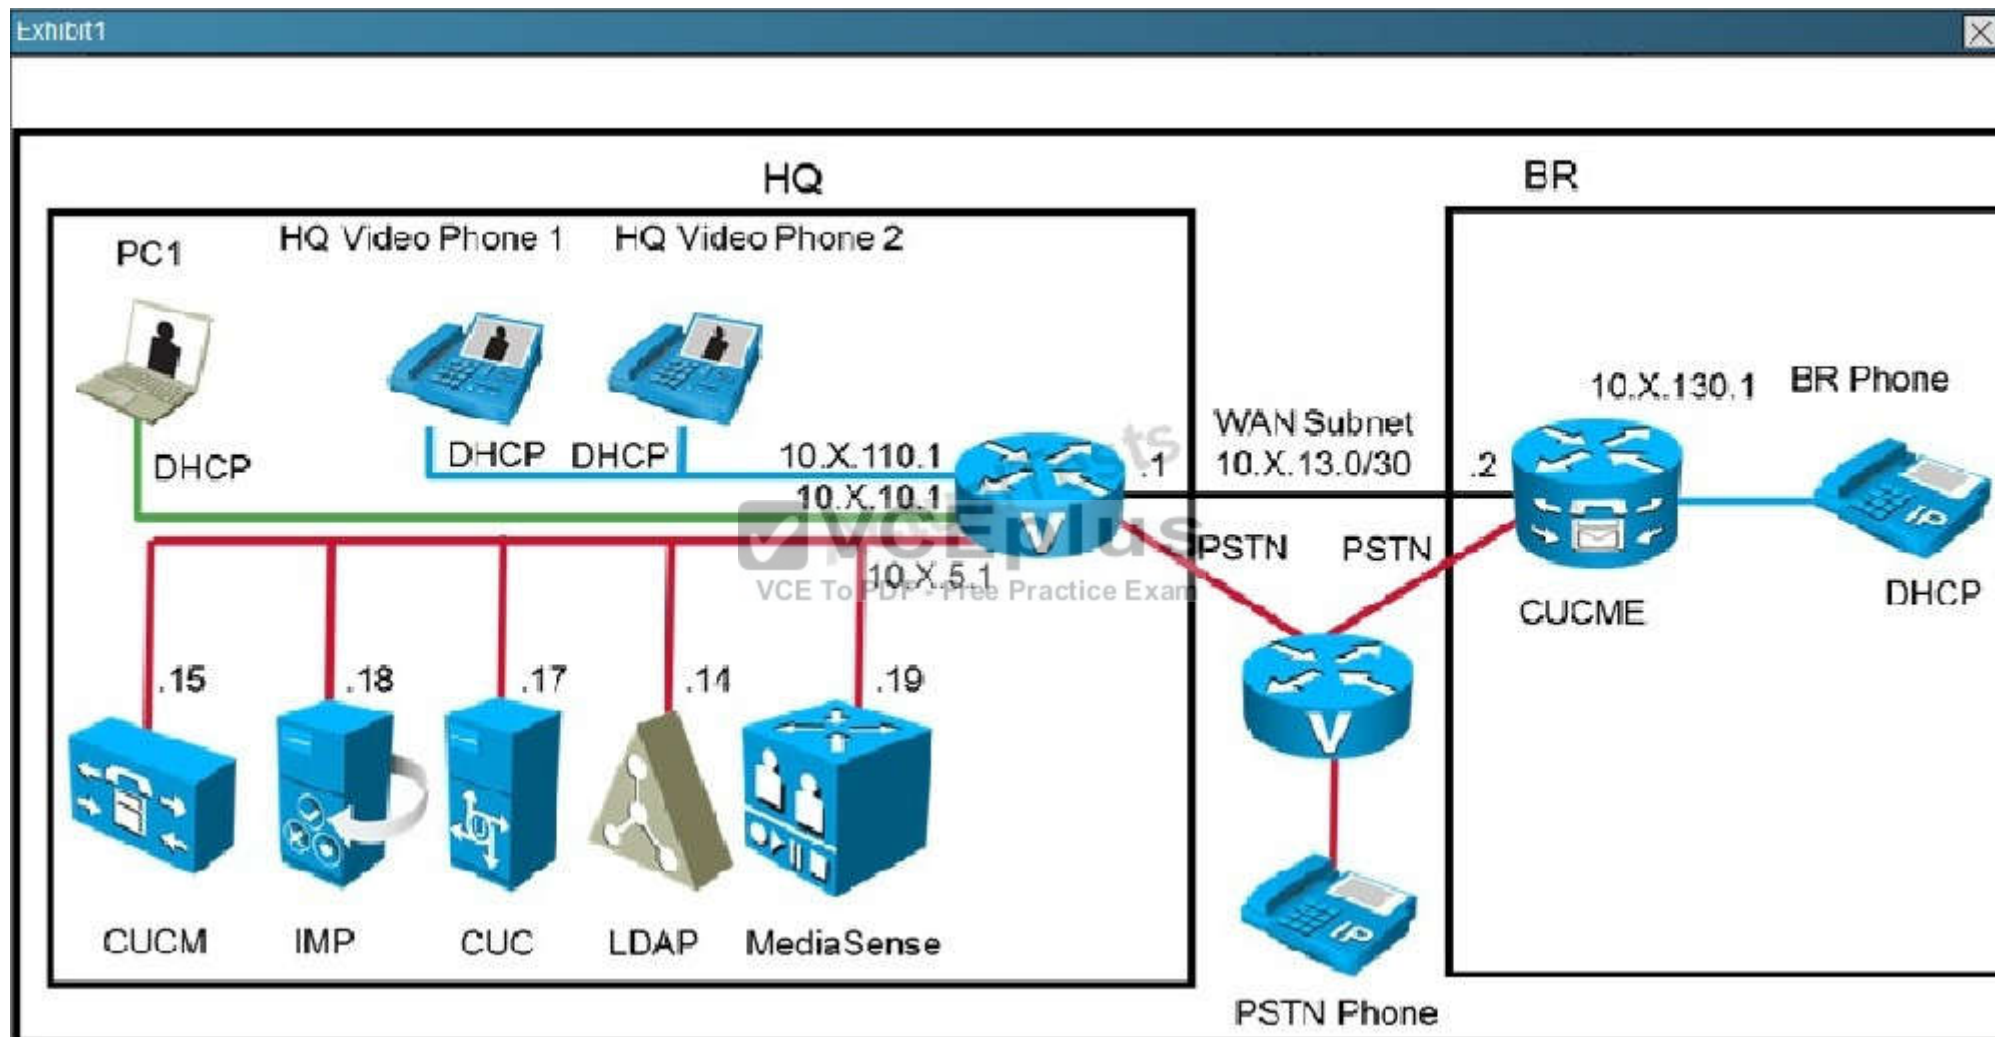 Exhibit1
HQ
BR
PC1
HQ Video Phone 1
HQ Video Phone 2
10.X.130.1
BR Phone
DHCP
DHCP
DHCP
10.X.110.1
10.X.10.1
.1
WAN Subnet
10.X.13.0/30
.2
V
IP
PSTN
PSTN
VCEplus
VCE To PDF - Free Practice Exam
10.X.5.1
CUCME
DHCP
.15
.18
.17
.14
.19
V
U
IP
CUCM
IMP
CUC
LDAP
MediaSense
PSTN Phone